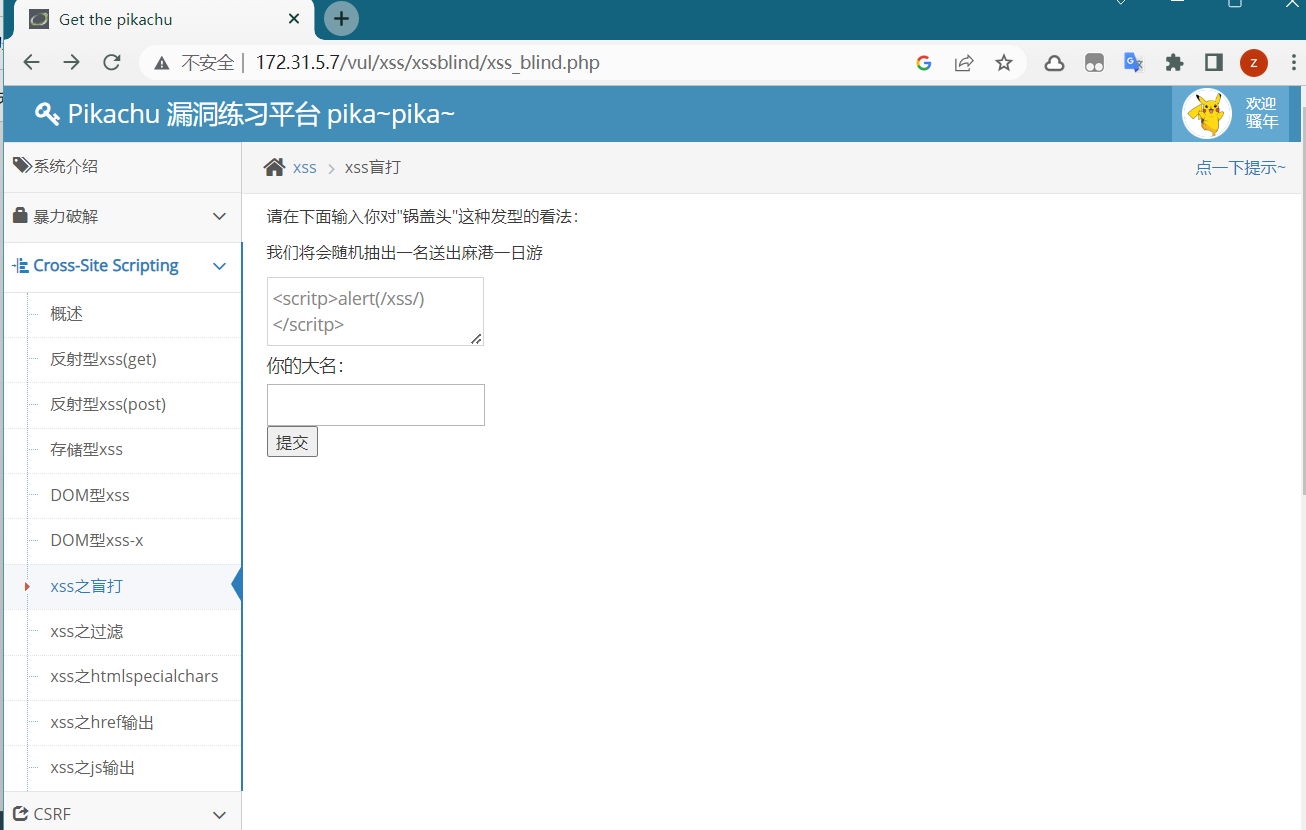 Get the pikachu
不安全 172.31.5.7/vul/xss/xssblind/xss_blind.php
z
Pikachu 漏洞练习平台 pika~pika~
欢迎
骚年
系统介绍
暴力破解
Cross-Site Scripting
概述
反射型xss(get)
反射型xss(post)
存储型xss
DOM型xss
DOM型xss-x
xss之盲打
xss之过滤
xss之htmlspecialchars
xss之href输出
xss之js输出
CSRF
xss xss盲打
点一下提示~
请在下面输入你对"锅盖头"这种发型的看法：
我们将会随机抽出一名送出麻港一日游
<scritp>alert(/xss/)
</scritp>
你的大名：
提交